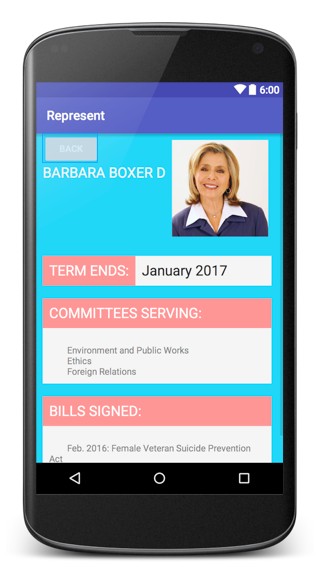 6:00
Represent
BACK
BARBARA BOXER D
TERM ENDS: January 2017
COMMITTEES SERVING:
Environment and Public Works
Ethics
Foreign Relations
BILLS SIGNED:
Feb. 2016: Female Veteran Suicide Prevention
Act